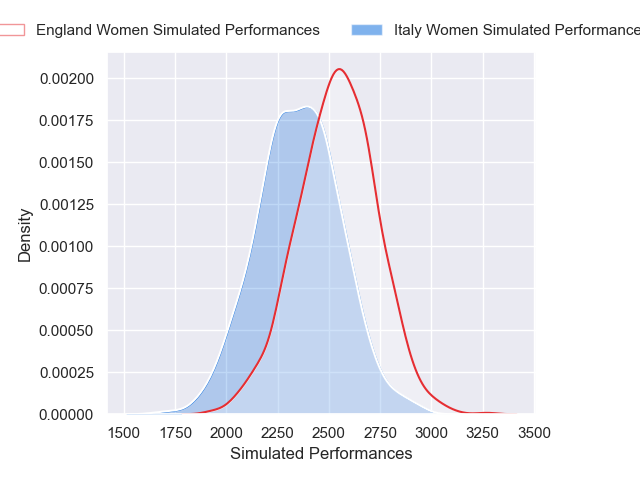 England Women Simulated Performances Italy Women Simulated Performance
0.00200
0.00175
0.00150
0.00125
0.00100
0.00075
0.00050
0.00025
0.00000
Density
1500 1750 2000 2250 2500 2750 3000 3250 3500
Simulated Performances